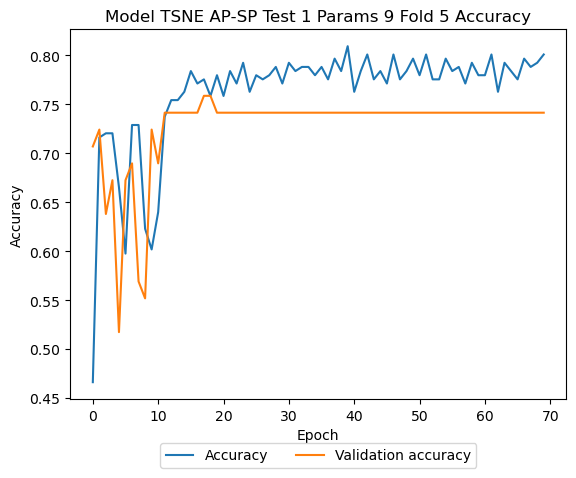 Model TSNE AP-SP Test 1 Params 9 Fold 5 Accuracy
0.80
0.75
0.70
0.65
0.60
0.55
0.50
0.45
Accuracy
0 10 20 30 40 50 60 70
Epoch
Accuracy Validation accuracy